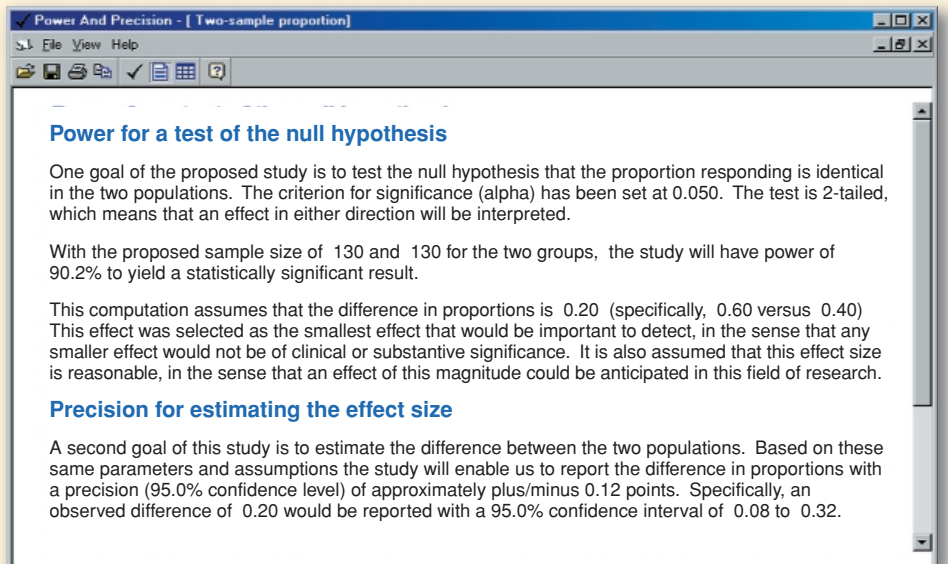 Power And Precision - [ Two-sample proportion]
File View Help
Power for a test of the null hypothesis
One goal of the proposed study is to test the null hypothesis that the proportion responding is identical
in the two populations. The criterion for significance (alpha) has been set at 0.050. The test is 2-tailed,
which means that an effect in either direction will be interpreted.
With the proposed sample size of 130 and 130 for the two groups, the study will have power of
90.2% to yield a statistically significant result.
This computation assumes that the difference in proportions is 0.20 (specifically, 0.60 versus 0.40)
This effect was selected as the smallest effect that would be important to detect, in the sense that any
smaller effect would not be of clinical or substantive significance. It is also assumed that this effect size
is reasonable, in the sense that an effect of this magnitude could be anticipated in this field of research.
Precision for estimating the effect size
A second goal of this study is to estimate the difference between the two populations. Based on these
same parameters and assumptions the study will enable us to report the difference in proportions with
a precision (95.0% confidence level) of approximately plus/minus 0.12 points. Specifically, an
observed difference of 0.20 would be reported with a 95.0% confidence interval of 0.08 to 0.32.